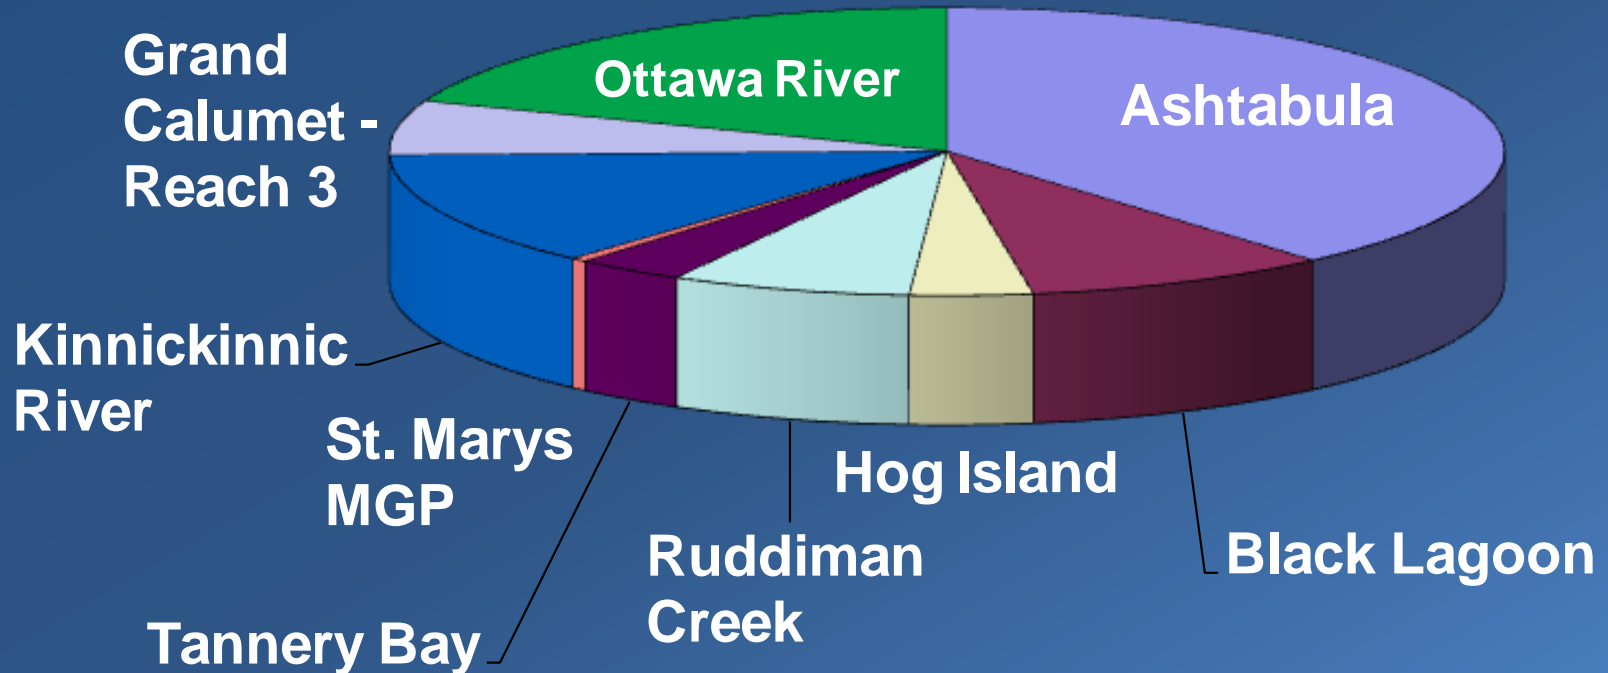 Grand
Calumet -
Reach 3
Ottawa River
Ashtabula
Kinnickinnic
River
St. Marys
MGP
Hog Island
Ruddiman
Creek
Black Lagoon
Tannery Bay